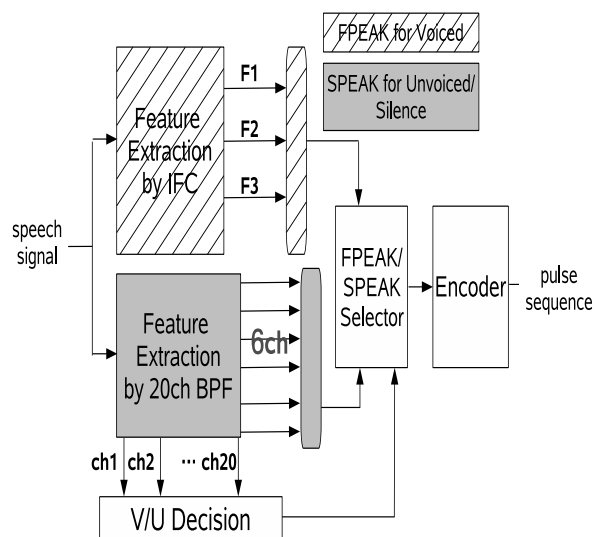 FPEAK for Voiced
SPEAK for Unvoiced/
Silence
Feature
Extraction
by IFC
F1
F2
F3
speech
signal
FPEAK/
SPEAK
Selector
Encoder
pulse
sequence
Feature
Extraction
by 20ch BPF
6ch
ch1 ch2 ... ch20
V/U Decision